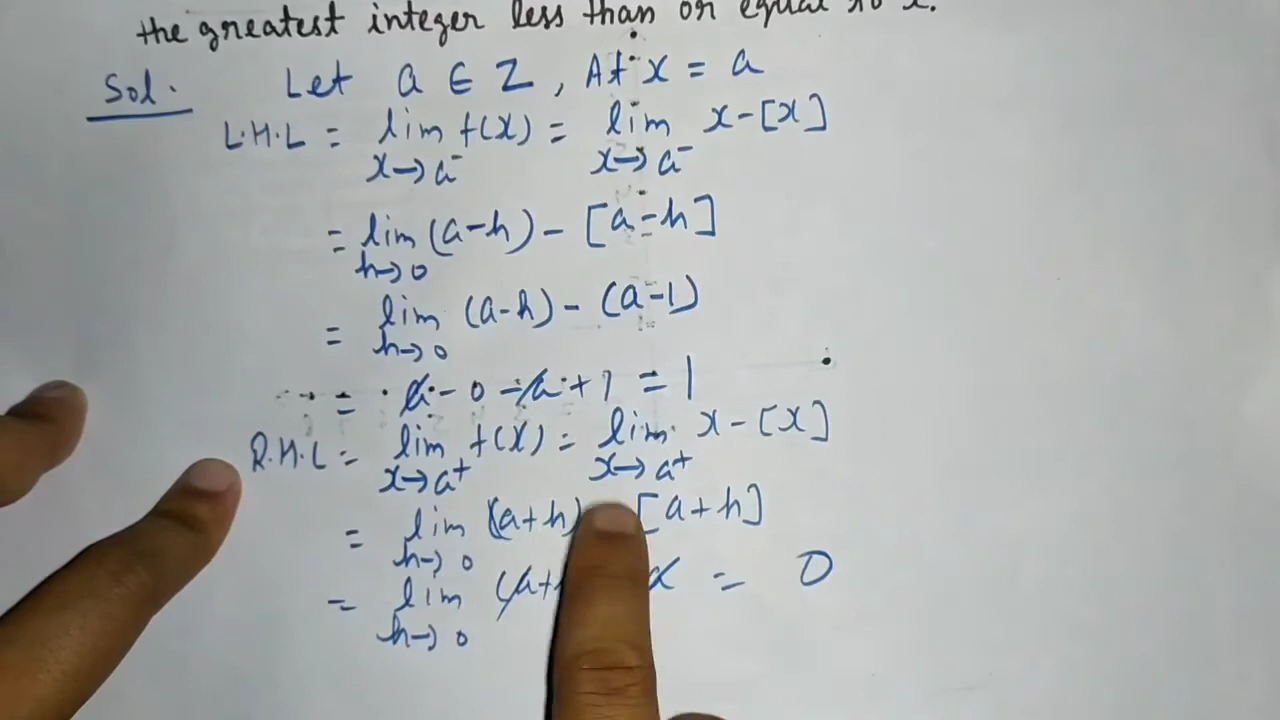 the greatest integer less than or equal to x.
Sol. Let a ∈ Z, At x = a
L.H.L = lim f(x) = lim x-[x]
x→a⁻ x→a⁻
= lim (a-h) - [a-h]
h→0
= lim (a-h) - (a-1)
h→0
= a - 0 - a + 1 = 1
R.H.L = lim f(x) = lim x-[x]
x→a⁺ x→a⁺
= lim (a+h) [a+h]
h→0
= lim (a+ a = 0
h→0